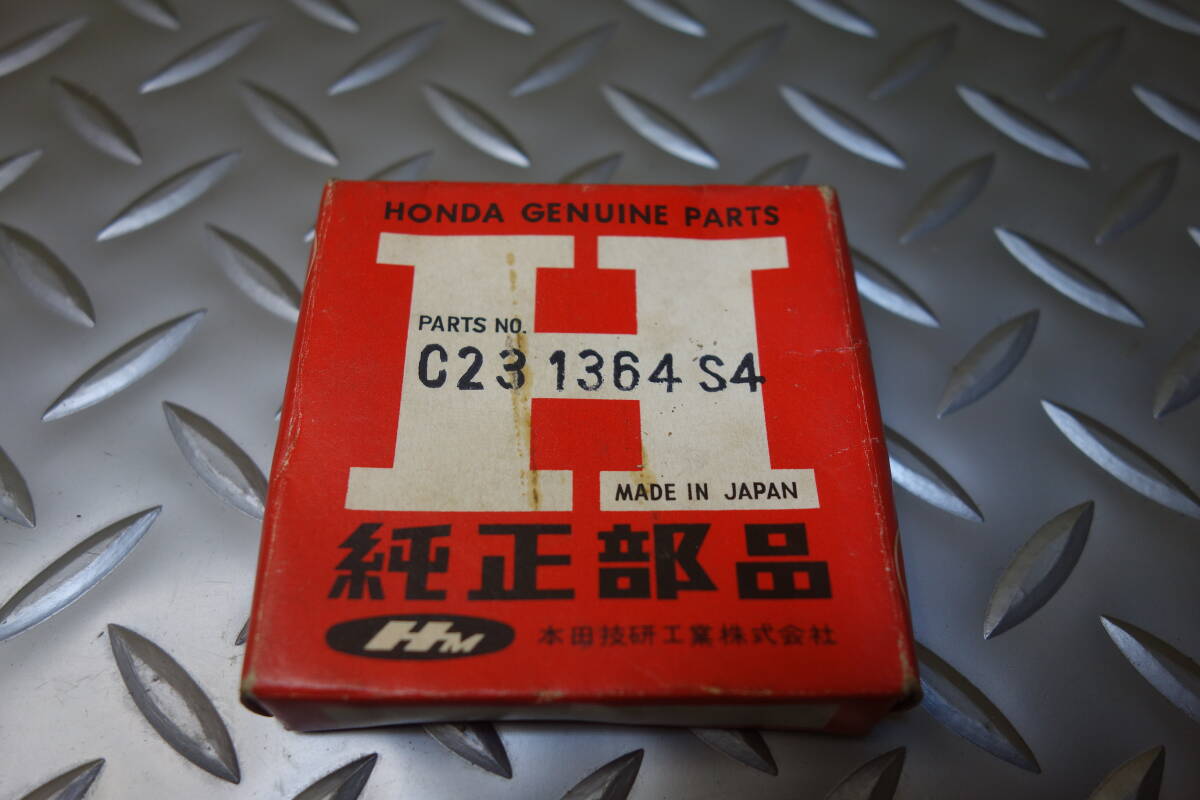 HONDA GENUINE PARTS
PARTS NO.
C23 1364 S4
MADE IN JAPAN
純正部品
HM 本田技研工業株式会社